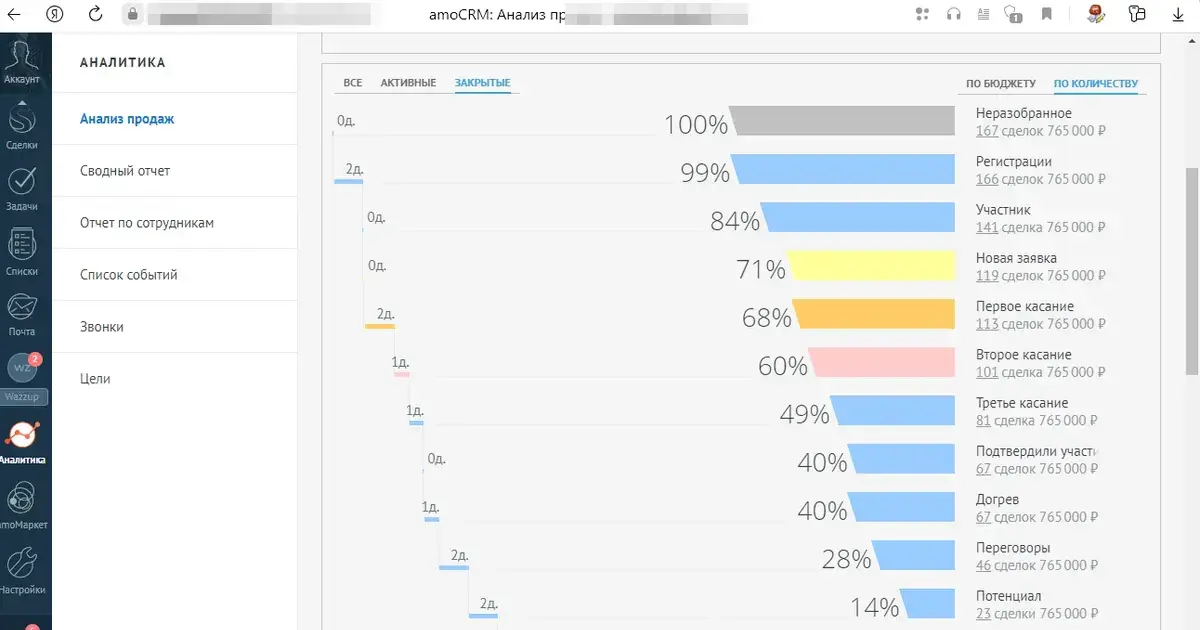 amoCRM: Анализ пр
1
Аккаунт
Сделки
Задачи
Списки
Почта
WZ
2
Wazzup
Аналитика
amoМаркет
Настройки
АНАЛИТИКА
Анализ продаж
Сводный отчет
Отчет по сотрудникам
Список событий
Звонки
Цели
ВСЕ АКТИВНЫЕ ЗАКРЫТЫЕ
ПО БЮДЖЕТУ ПО КОЛИЧЕСТВУ
0д. 100% Неразобранное
167 сделок 765 000 ₽
2д. 99% Регистрации
166 сделок 765 000 ₽
0д. 84% Участник
141 сделка 765 000 ₽
0д. 71% Новая заявка
119 сделок 765 000 ₽
2д. 68% Первое касание
113 сделок 765 000 ₽
1д. 60% Второе касание
101 сделка 765 000 ₽
1д. 49% Третье касание
81 сделка 765 000 ₽
0д. 40% Подтвердили участи
67 сделок 765 000 ₽
1д. 40% Догрев
67 сделок 765 000 ₽
2д. 28% Переговоры
46 сделок 765 000 ₽
2д. 14% Потенциал
23 сделки 765 000 ₽